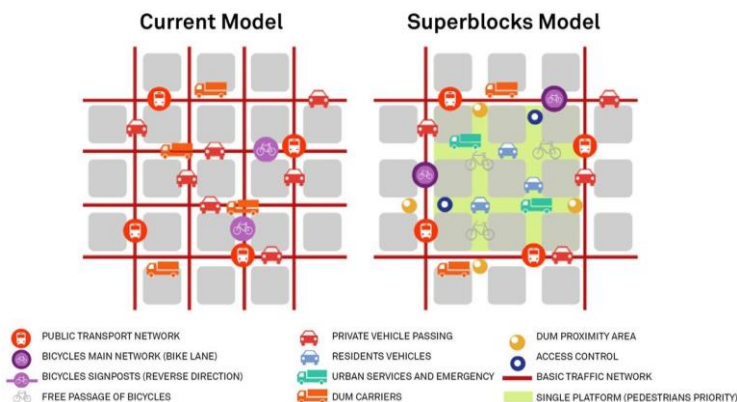 Current Model
Superblocks Model
PUBLIC TRANSPORT NETWORK
BICYCLES MAIN NETWORK (BIKE LANE)
BICYCLES SIGNPOSTS (REVERSE DIRECTION)
FREE PASSAGE OF BICYCLES
PRIVATE VEHICLE PASSING
RESIDENTS VEHICLES
URBAN SERVICES AND EMERGENCY
DUM CARRIERS
DUM PROXIMITY AREA
ACCESS CONTROL
BASIC TRAFFIC NETWORK
SINGLE PLATFORM (PEDESTRIANS PRIORITY)